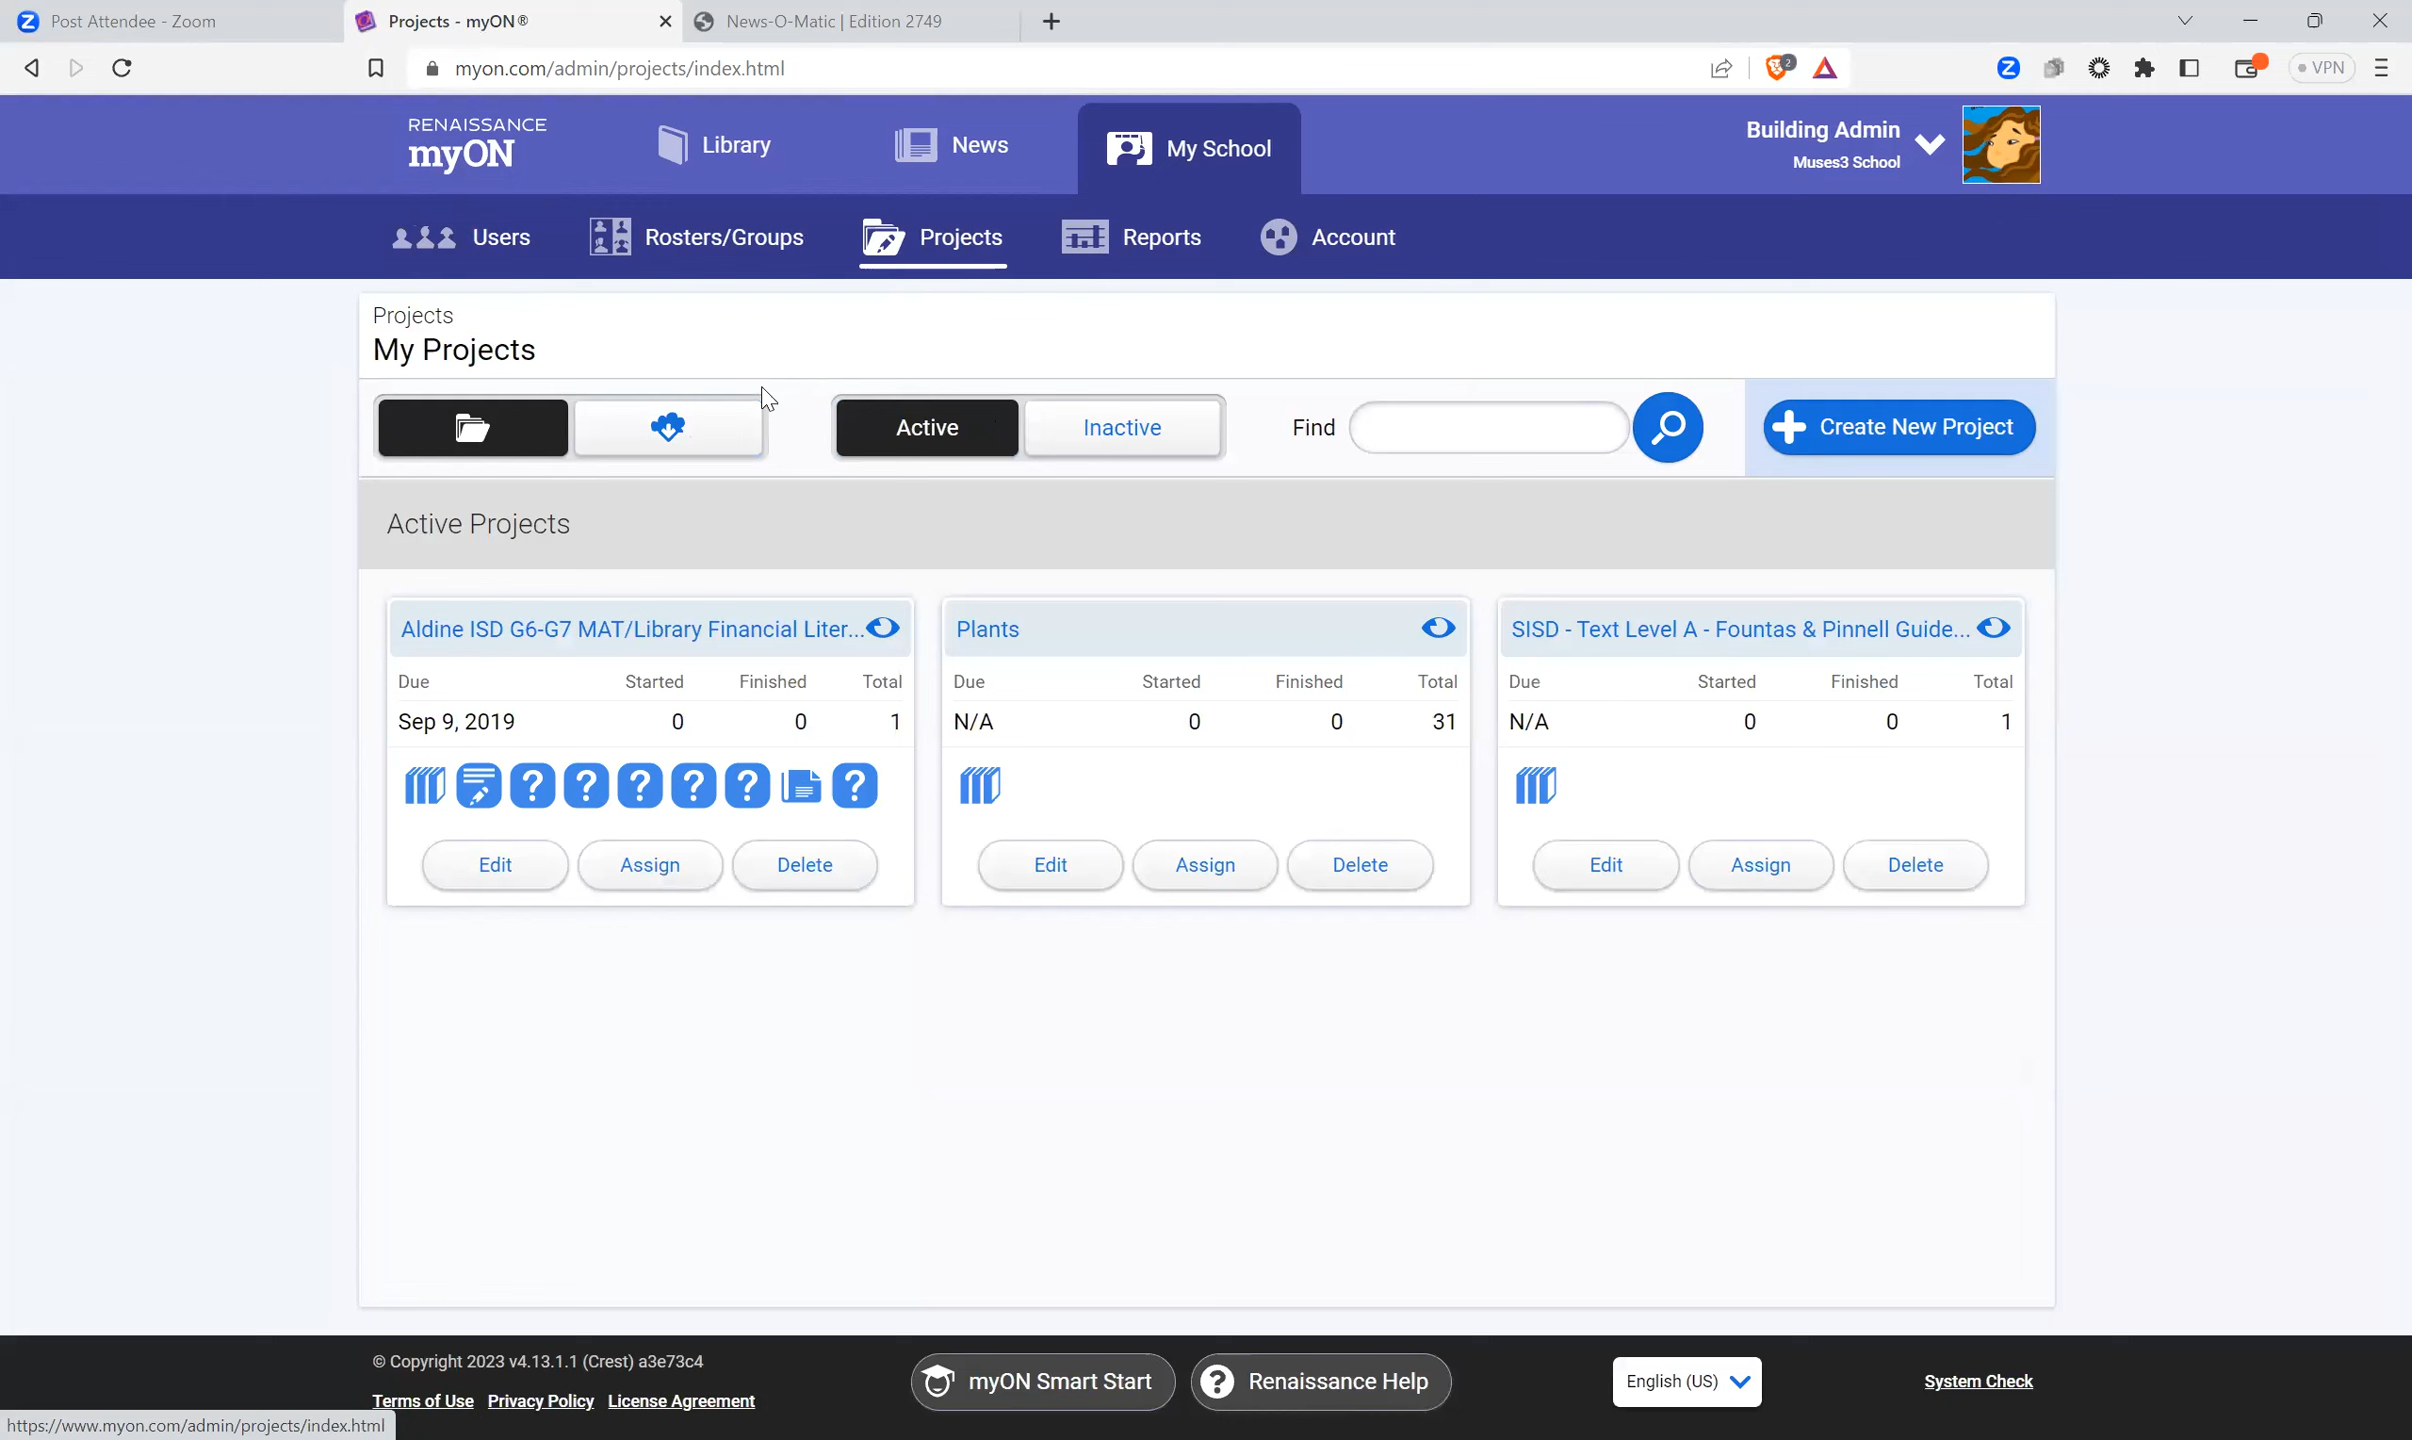 Post Attendee - Zoom
Projects - myON®
News-O-Matic | Edition 2749
myon.com/admin/projects/index.html
2
VPN
RENAISSANCE
myON
Library
News
My School
Building Admin
Muses3 School
Users
Rosters/Groups
Projects
Reports
Account
Projects
My Projects
Active
Inactive
Find
Create New Project
Active Projects
Aldine ISD G6-G7 MAT/Library Financial Liter...
Due Started Finished Total
Sep 9, 2019 0 0 1
Edit Assign Delete
Plants
Due Started Finished Total
N/A 0 0 31
Edit Assign Delete
SISD - Text Level A - Fountas & Pinnell Guide...
Due Started Finished Total
N/A 0 0 1
Edit Assign Delete
© Copyright 2023 v4.13.1.1 (Crest) a3e73c4
Terms of Use Privacy Policy License Agreement
myON Smart Start
Renaissance Help
English (US)
System Check
https://www.myon.com/admin/projects/index.html